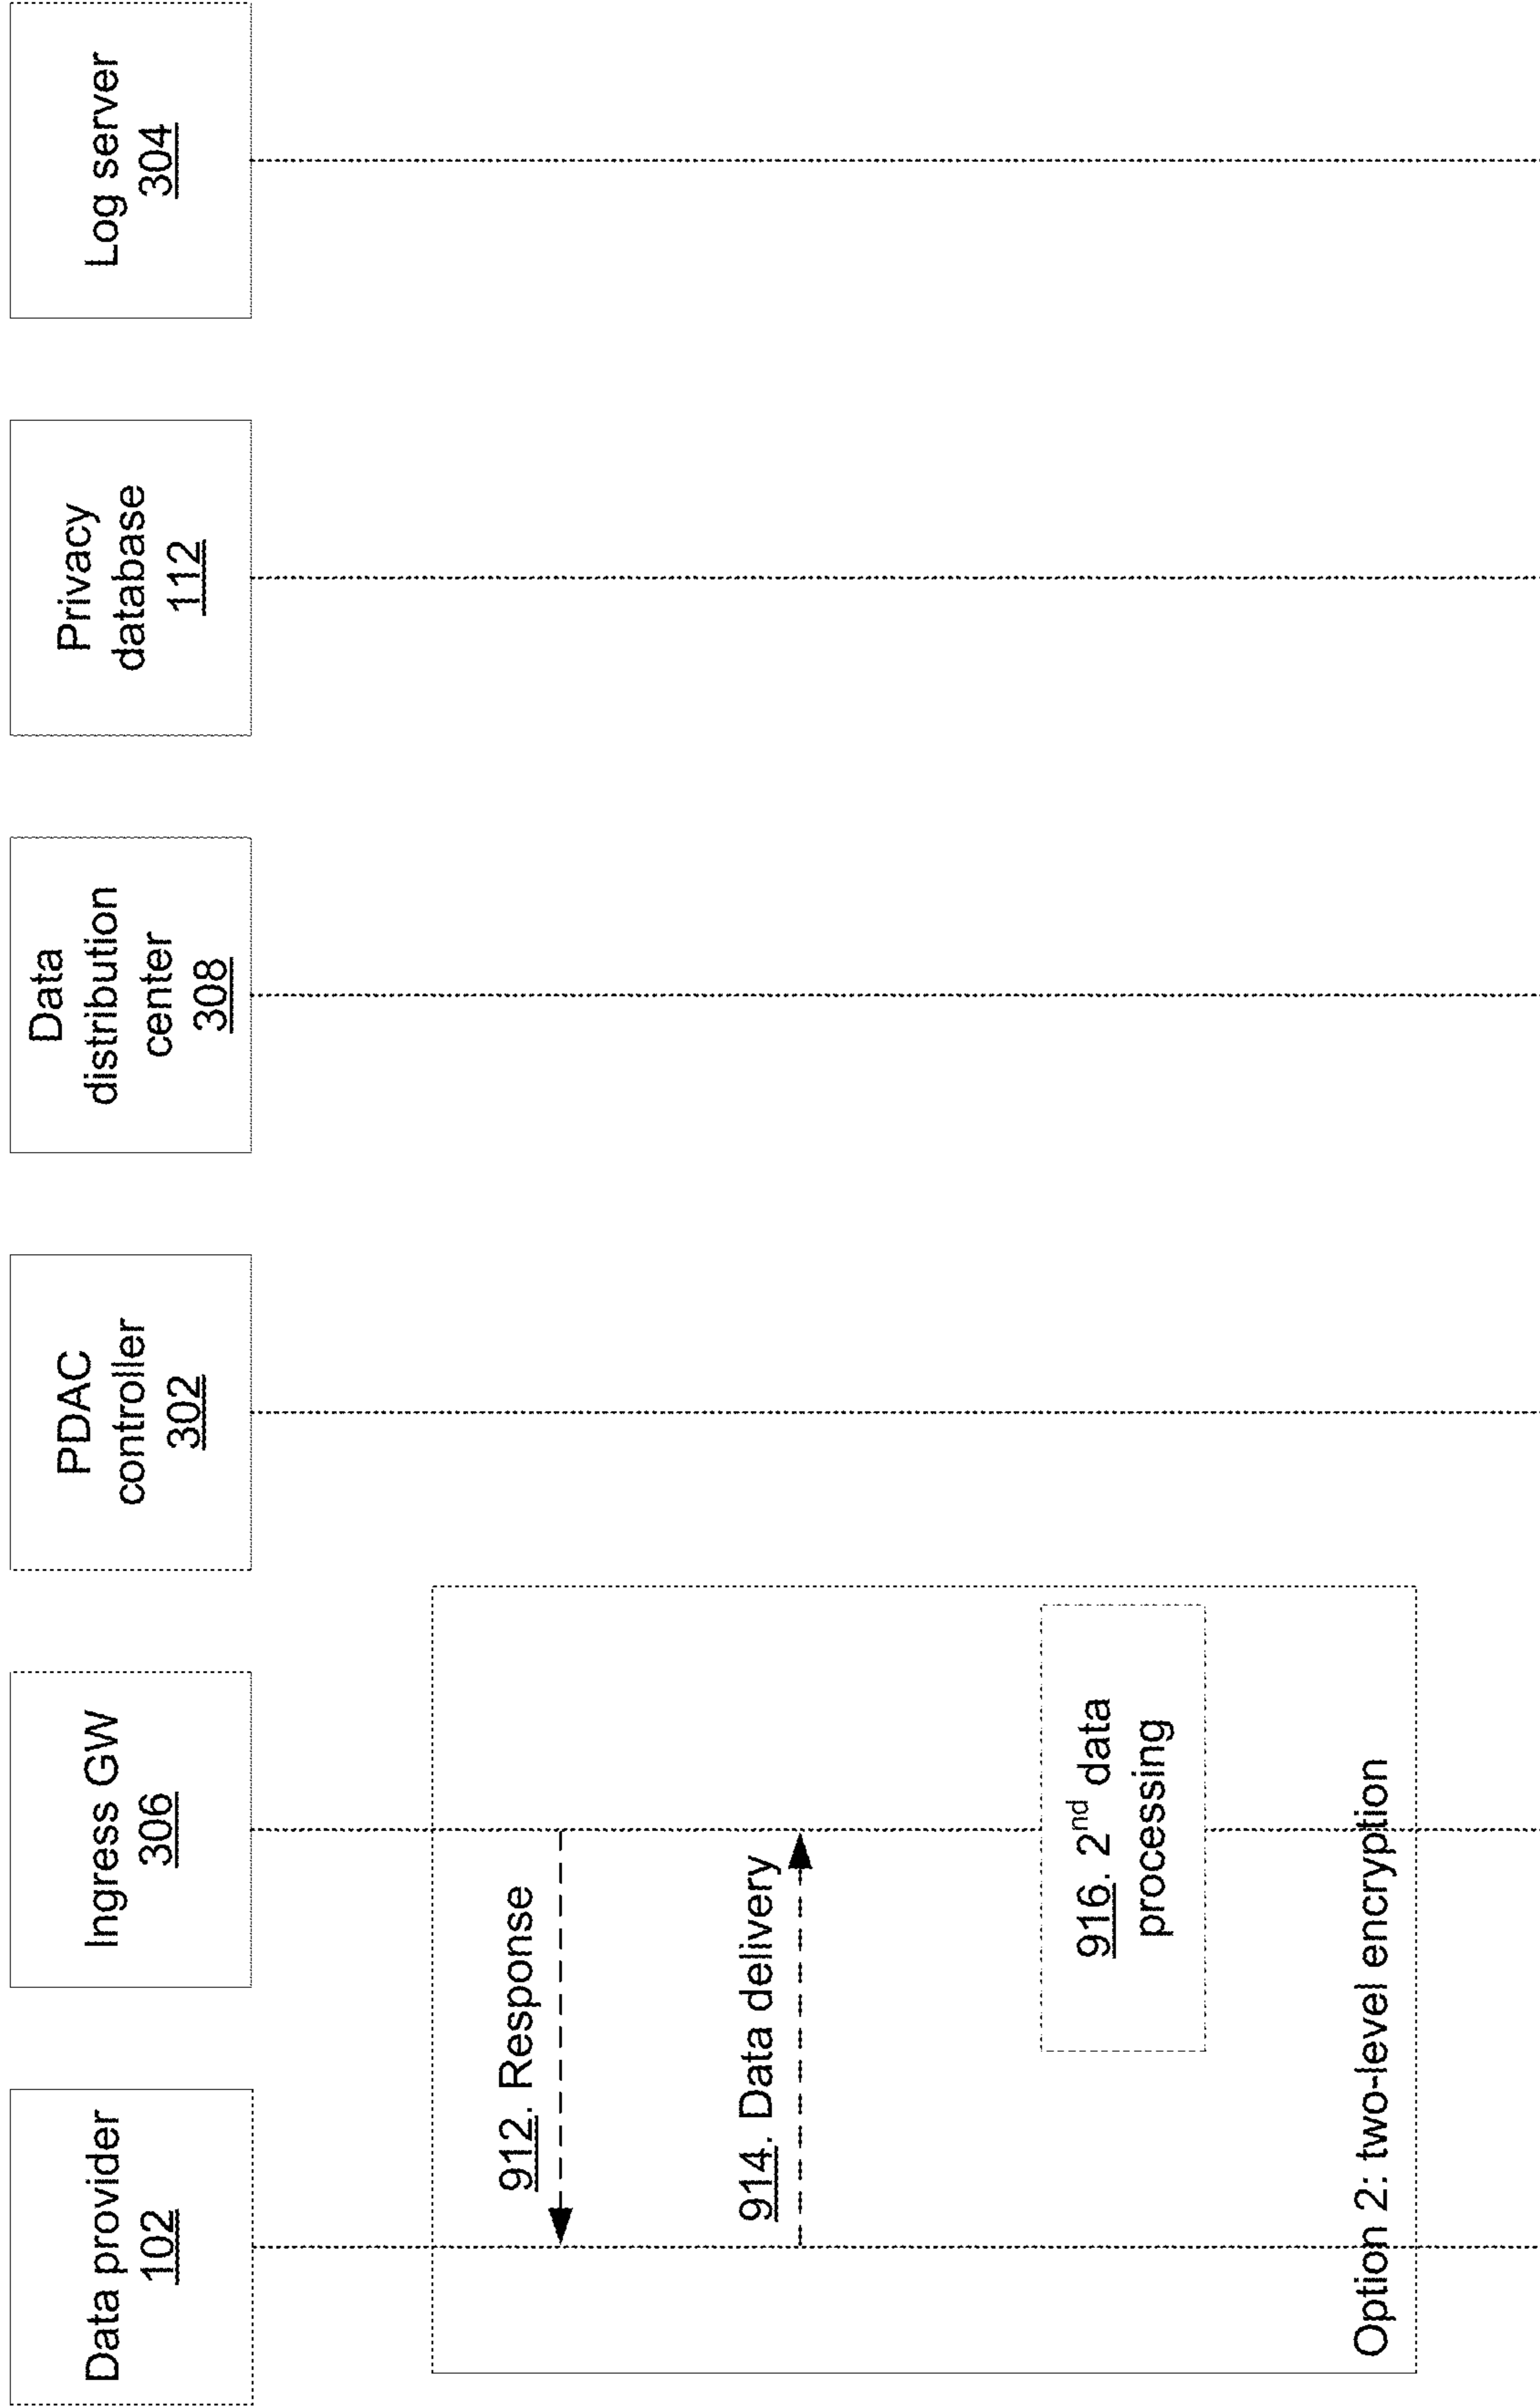 Data provider
102
Ingress GW
306
PDAC
controller
302
Data
distribution
center
308
Privacy
database
112
Log server
304
912. Response
914. Data delivery
916. 2nd data
processing
Option 2: two-level encryption